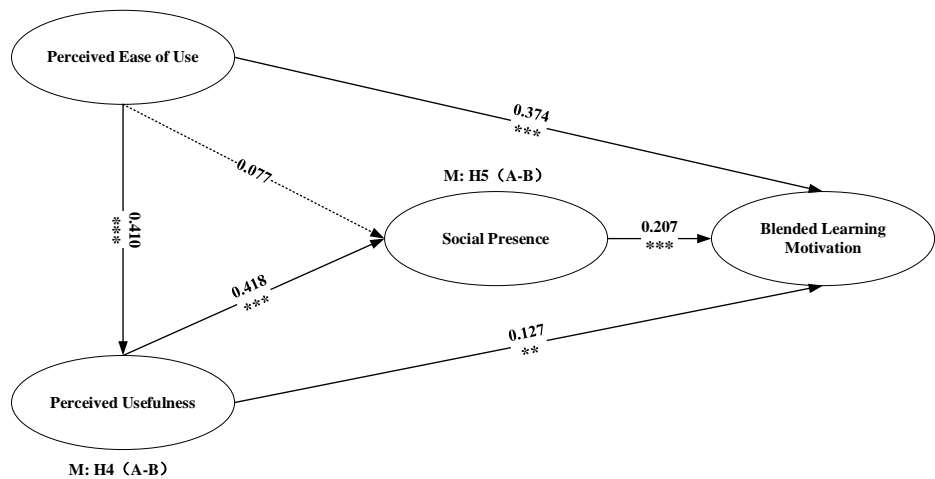 Perceived Ease of Use
0.374
***
0.077
M: H5（A-B）
0.410
***
Social Presence
0.207
***
Blended Learning
Motivation
0.418
***
0.127
**
Perceived Usefulness
M: H4（A-B）